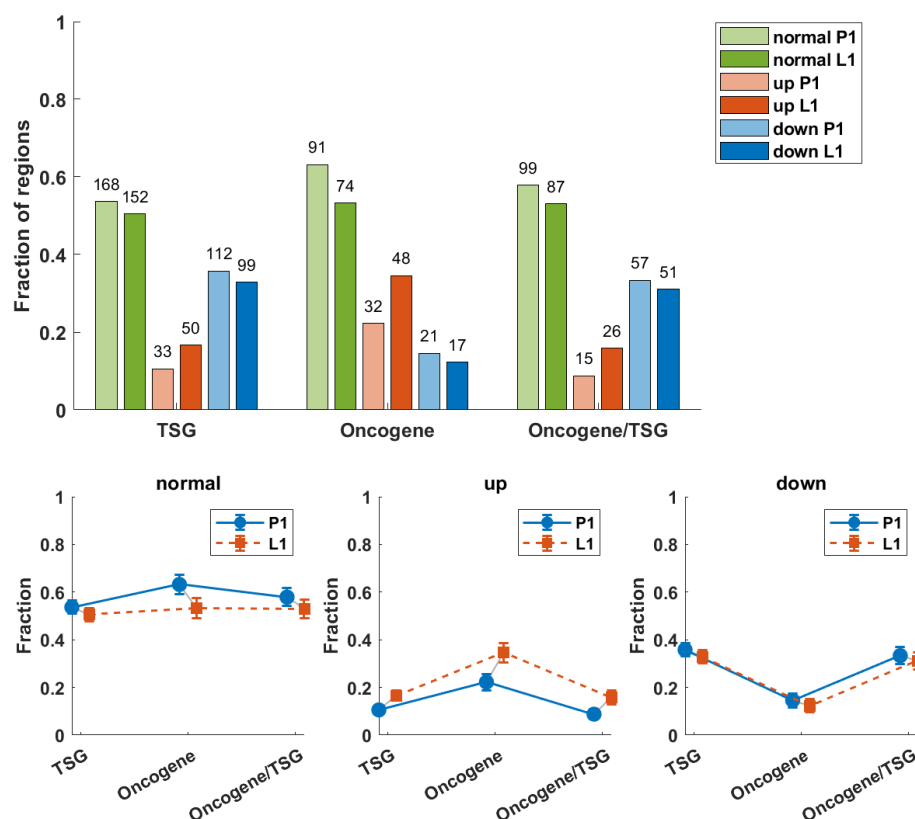 1
0.8
0.6
0.4
0.2
0
Fraction of regions
168
152
33
50
112
99
91
74
32
48
21
17
99
87
15
26
57
51
TSG
Oncogene
Oncogene/TSG
normal P1
normal L1
up P1
up L1
down P1
down L1
normal
1
0.8
0.6
0.4
0.2
0
Fraction
P1
L1
TSG
Oncogene
Oncogene/TSG
up
1
0.8
0.6
0.4
0.2
0
Fraction
P1
L1
TSG
Oncogene
Oncogene/TSG
down
1
0.8
0.6
0.4
0.2
0
Fraction
P1
L1
TSG
Oncogene
Oncogene/TSG